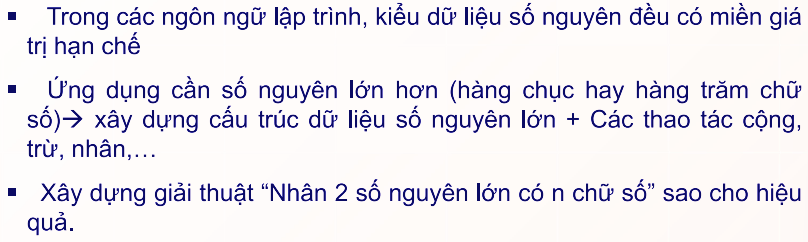 ▪ Trong các ngôn ngữ lập trình, kiểu dữ liệu số nguyên đều có miền giá
trị hạn chế
▪ Ứng dụng cần số nguyên lớn hơn (hàng chục hay hàng trăm chữ
số)→ xây dựng cấu trúc dữ liệu số nguyên lớn + Các thao tác cộng,
trừ, nhân,…
▪ Xây dựng giải thuật “Nhân 2 số nguyên lớn có n chữ số” sao cho hiệu
quả.